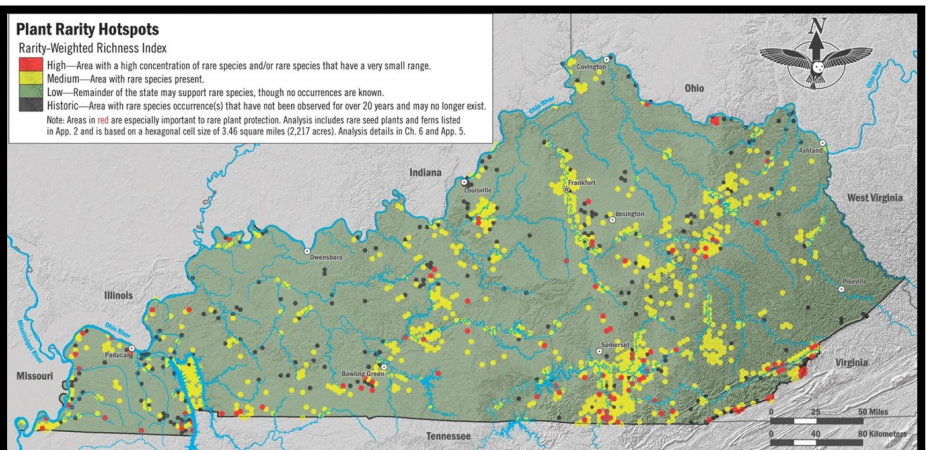 Plant Rarity Hotspots
Rarity-Weighted Richness Index
High—Area with a high concentration of rare species and/or rare species that have a very small range.
Medium—Area with rare species present.
Low—Remainder of the state may support rare species, though no occurrences are known.
Historic—Area with rare species occurrence(s) that have not been observed for over 20 years and may no longer exist.
Note: Areas in red are especially important to rare plant protection. Analysis includes rare seed plants and ferns listed
in App. 2 and is based on a hexagonal cell size of 3.46 square miles (2,217 acres). Analysis details in Ch. 6 and App. 5.
N
Covington
Ohio
Ohio River
Ohio River
Ashland
Indiana
Louisville
Frankfort
Lexington
West Virginia
Owensboro
Pikeville
Illinois
Ohio River
Mississippi River
Paducah
Somerset
Missouri
Bowling Green
Virginia
0 25 50 Miles
Tennessee
0 40 80 Kilometers